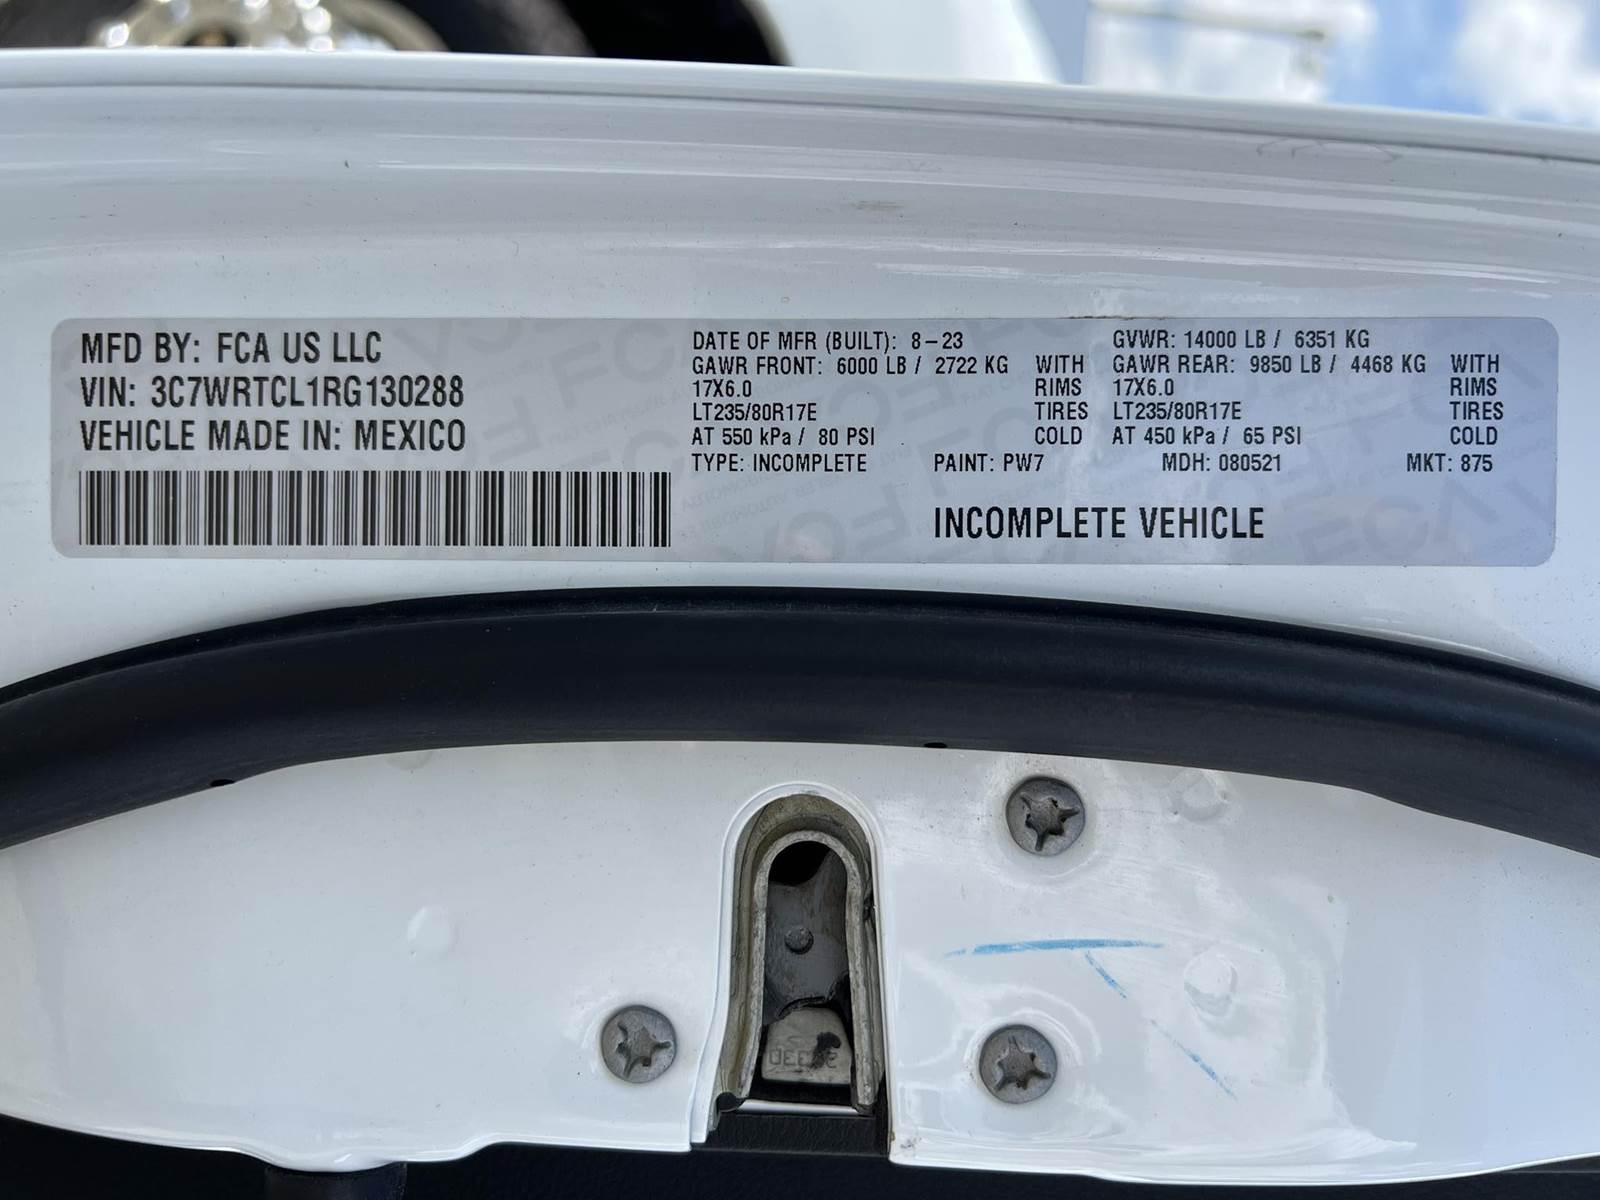 MFD BY: FCA US LLC
VIN: 3C7WRTCL1RG130288
VEHICLE MADE IN: MEXICO
DATE OF MFR (BUILT): 8-23 GVWR: 14000 LB / 6351 KG
GAWR FRONT: 6000 LB / 2722 KG WITH GAWR REAR: 9850 LB / 4468 KG WITH
17X6.0 RIMS 17X6.0 RIMS
LT235/80R17E TIRES LT235/80R17E TIRES
AT 550 kPa / 80 PSI COLD AT 450 kPa / 65 PSI COLD
TYPE: INCOMPLETE PAINT: PW7 MDH: 080521 MKT: 875
INCOMPLETE VEHICLE